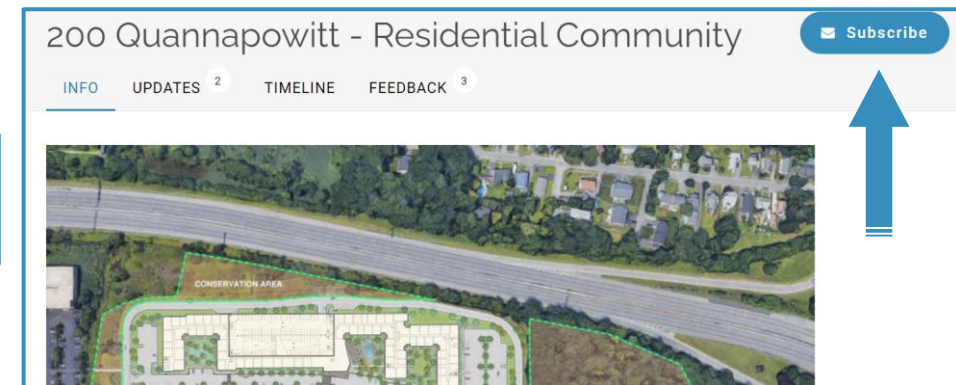 200 Quannapowitt - Residential Community
Subscribe
INFO UPDATES 2 TIMELINE FEEDBACK 3
CONSERVATION AREA